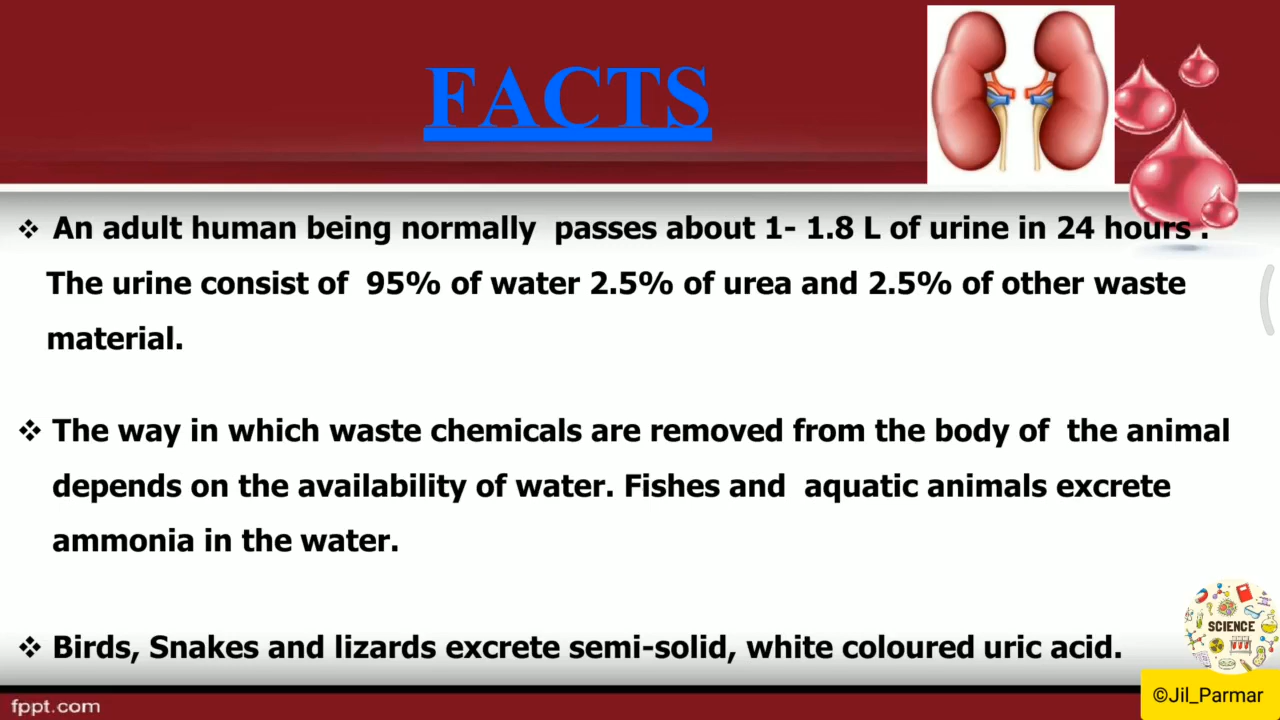 FACTS
❖ An adult human being normally passes about 1- 1.8 L of urine in 24 hours .
The urine consist of 95% of water 2.5% of urea and 2.5% of other waste
material.
❖ The way in which waste chemicals are removed from the body of the animal
depends on the availability of water. Fishes and aquatic animals excrete
ammonia in the water.
❖ Birds, Snakes and lizards excrete semi-solid, white coloured uric acid.
SCIENCE
©Jil_Parmar
fppt.com